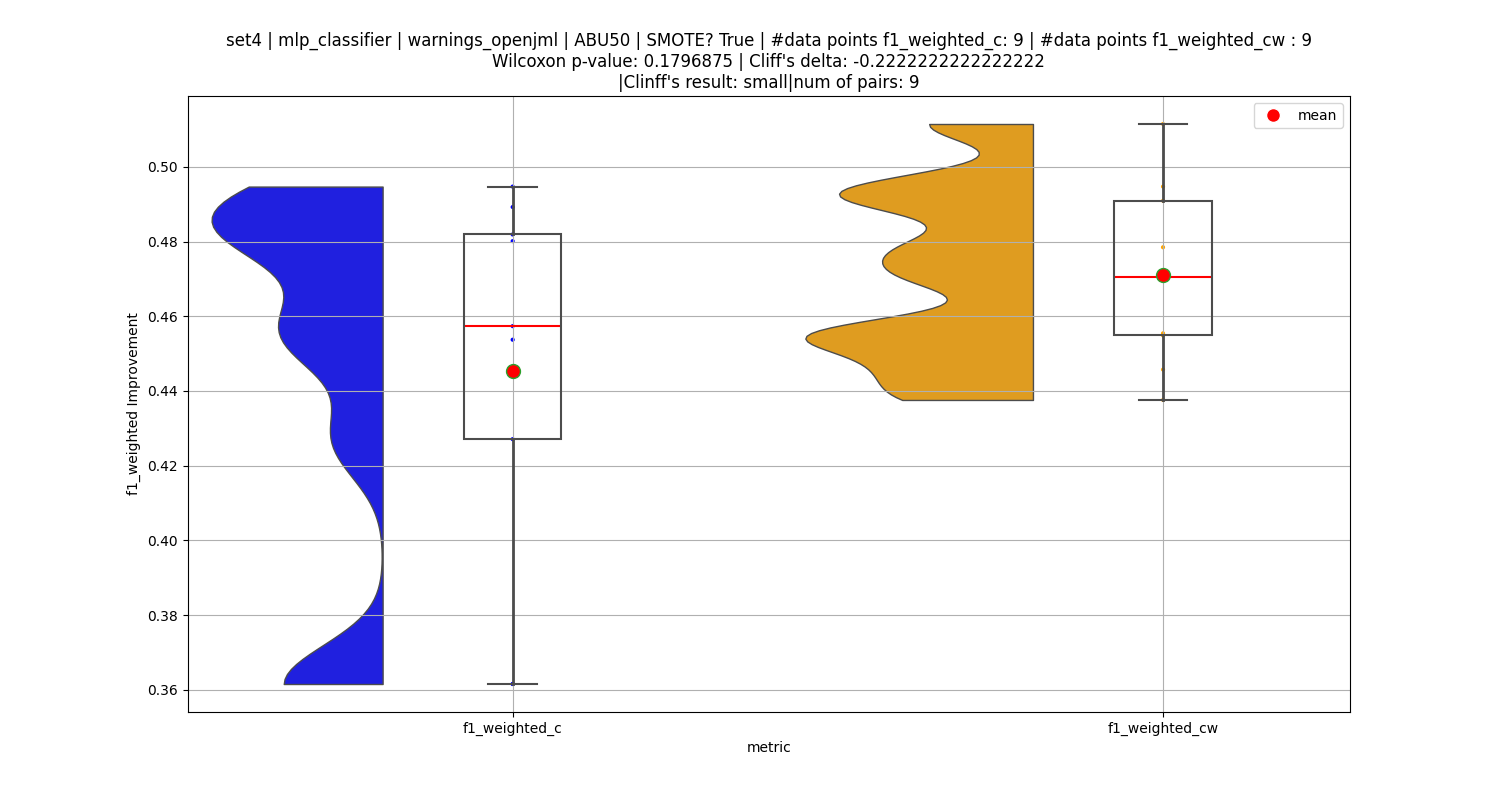 set4 | mlp_classifier | warnings_openjml | ABU50 | SMOTE? True | #data points f1_weighted_c: 9 | #data points f1_weighted_cw : 9
Wilcoxon p-value: 0.1796875 | Cliff's delta: -0.2222222222222222
|Clinff's result: small|num of pairs: 9
mean
0.50
0.48
0.46
0.44
0.42
0.40
0.38
0.36
f1_weighted Improvement
f1_weighted_c
f1_weighted_cw
metric